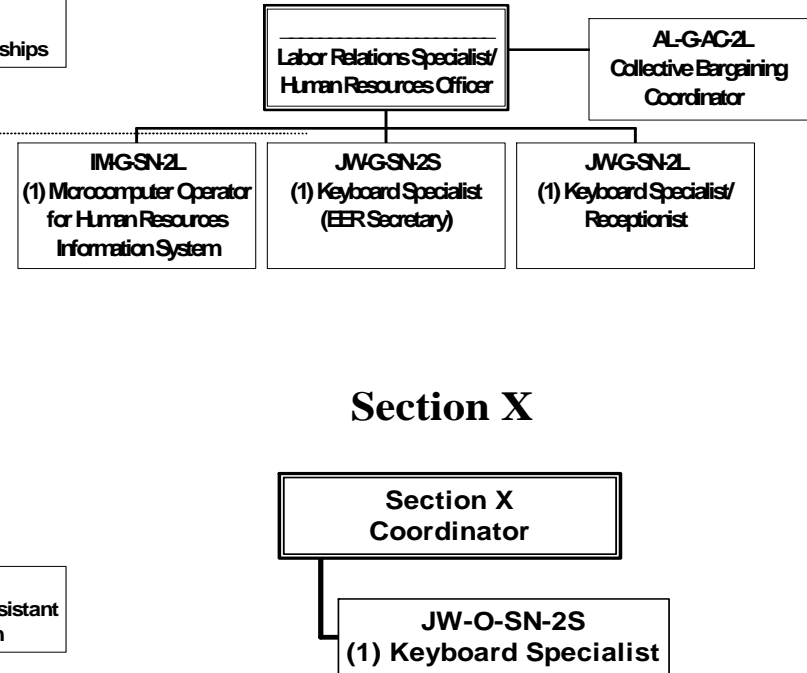 ships
Labor Relations Specialist/
Human Resources Officer
AL-G-AC-2L
Collective Bargaining
Coordinator
IM-G-SN-2L
(1) Microcomputer Operator
for Human Resources
Information System
JW-G-SN-2S
(1) Keyboard Specialist
(EER Secretary)
JW-G-SN-2L
(1) Keyboard Specialist/
Receptionist
Section X
Section X
Coordinator
sistant
JW-O-SN-2S
(1) Keyboard Specialist